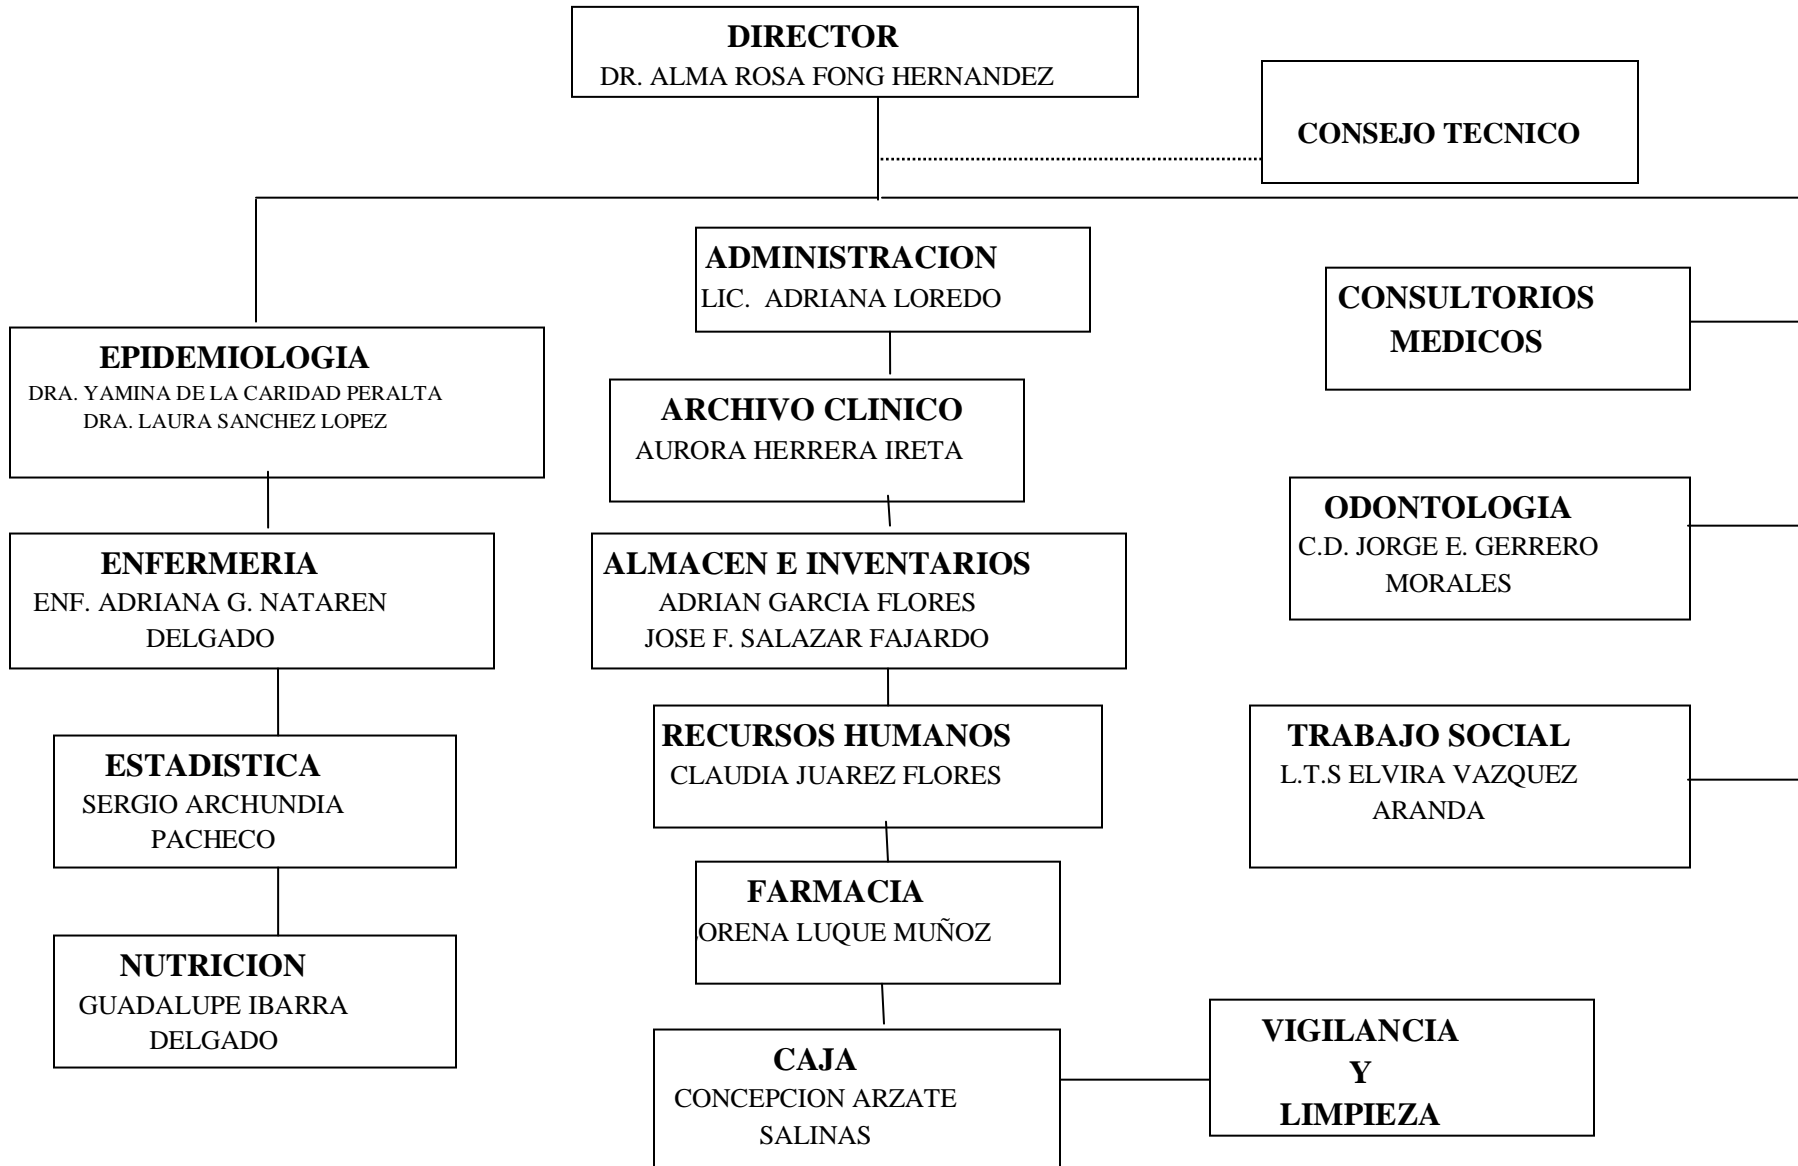 DIRECTOR
DR. ALMA ROSA FONG HERNANDEZ
CONSEJO TECNICO
ADMINISTRACION
LIC. ADRIANA LOREDO
CONSULTORIOS
MEDICOS
EPIDEMIOLOGIA
DRA. YAMINA DE LA CARIDAD PERALTA
DRA. LAURA SANCHEZ LOPEZ
ARCHIVO CLINICO
AURORA HERRERA IRETA
ODONTOLOGIA
C.D. JORGE E. GERRERO
MORALES
ENFERMERIA
ENF. ADRIANA G. NATAREN
DELGADO
ALMACEN E INVENTARIOS
ADRIAN GARCIA FLORES
JOSE F. SALAZAR FAJARDO
ESTADISTICA
SERGIO ARCHUNDIA
PACHECO
RECURSOS HUMANOS
CLAUDIA JUAREZ FLORES
TRABAJO SOCIAL
L.T.S ELVIRA VAZQUEZ
ARANDA
FARMACIA
ORENA LUQUE MUÑOZ
NUTRICION
GUADALUPE IBARRA
DELGADO
CAJA
CONCEPCION ARZATE
SALINAS
VIGILANCIA
Y
LIMPIEZA